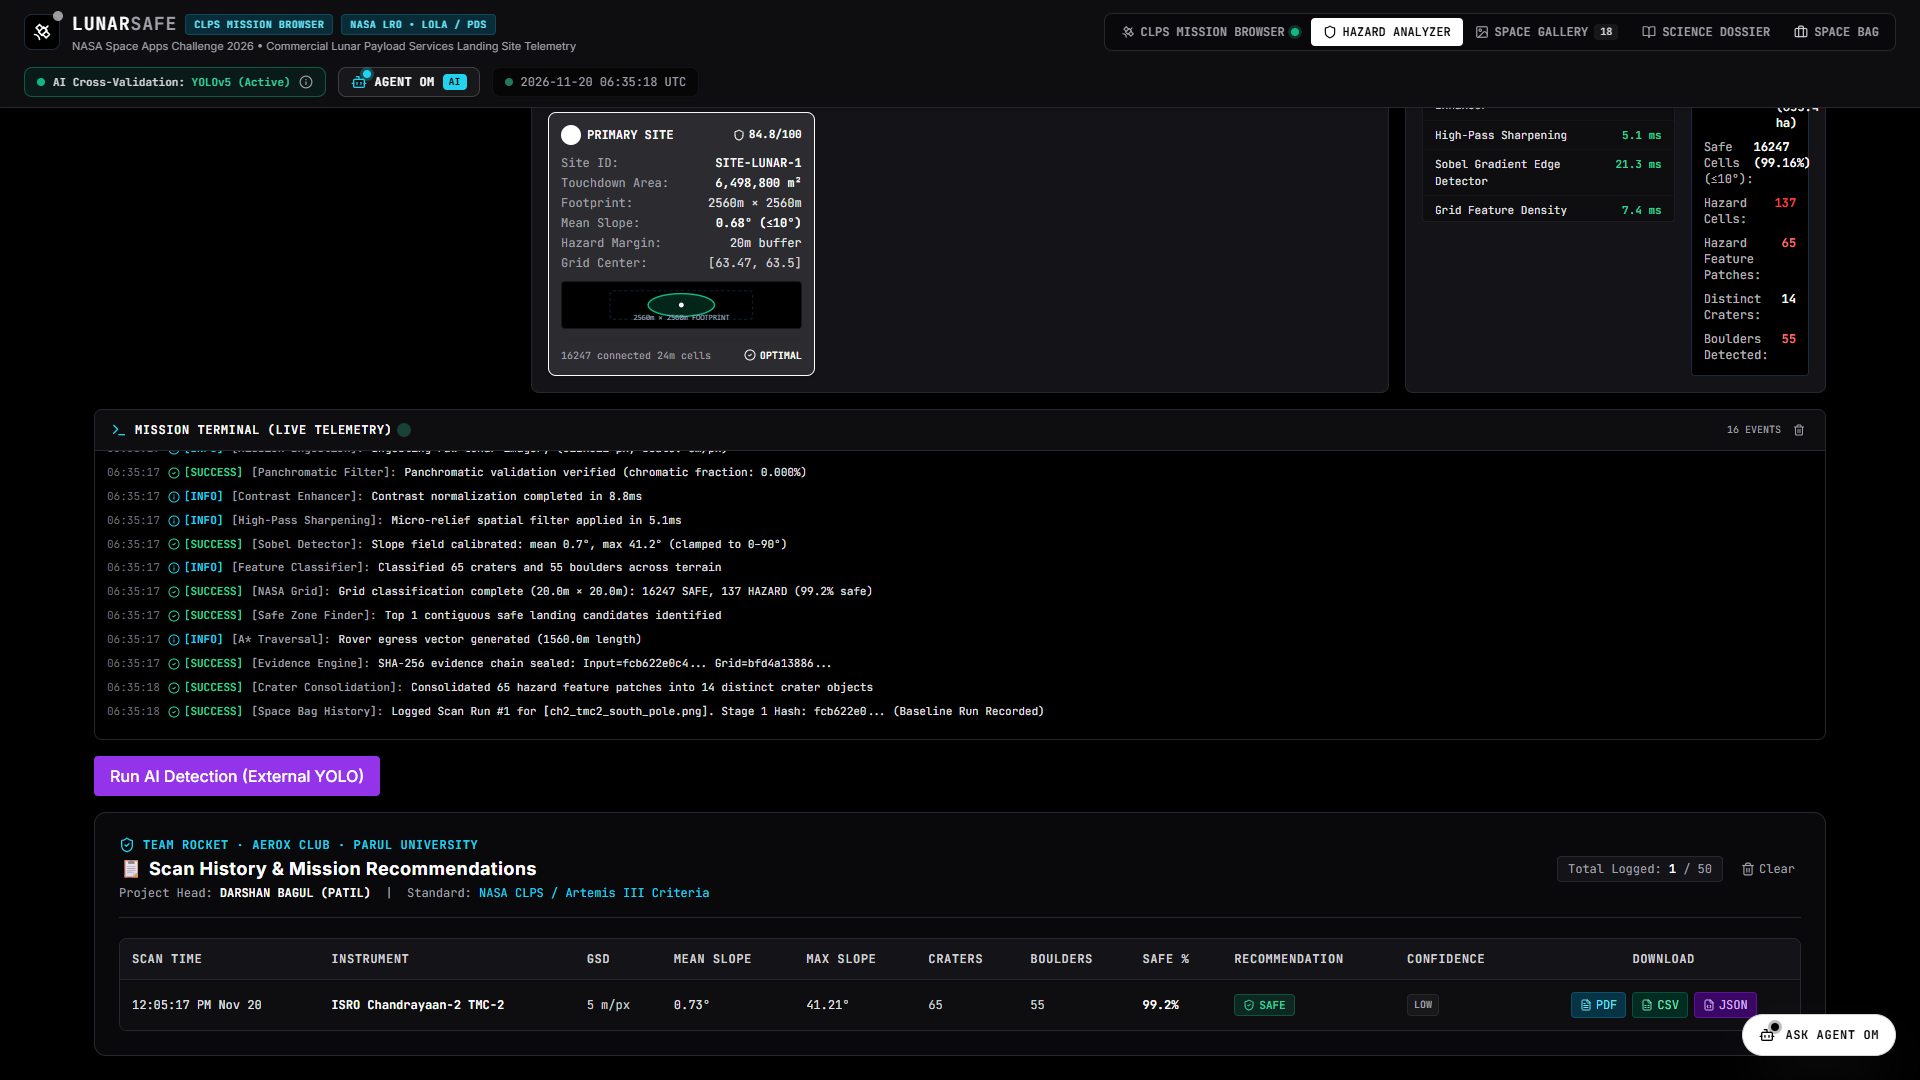 LUNARSAFE
CLPS MISSION BROWSER
NASA LRO • LOLA / PDS
NASA Space Apps Challenge 2026 • Commercial Lunar Payload Services Landing Site Telemetry
CLPS MISSION BROWSER
HAZARD ANALYZER
SPACE GALLERY 18
SCIENCE DOSSIER
SPACE BAG
AI Cross-Validation: YOLOv5 (Active)
AGENT OM AI
2026-11-20 06:35:18 UTC
PRIMARY SITE 84.8/100
Site ID: SITE-LUNAR-1
Touchdown Area: 6,498,800 m²
Footprint: 2560m × 2560m
Mean Slope: 0.68° (≤10°)
Hazard Margin: 20m buffer
Grid Center: [63.47, 63.5]
2560m × 2560m FOOTPRINT
16247 connected 24m cells OPTIMAL
High-Pass Sharpening 5.1 ms
Sobel Gradient Edge Detector 21.3 ms
Grid Feature Density 7.4 ms
ha)
Safe Cells (≤10°): 16247 (99.16%)
Hazard Cells: 137
Hazard Feature Patches: 65
Distinct Craters: 14
Boulders Detected: 55
MISSION TERMINAL (LIVE TELEMETRY)
16 EVENTS
06:35:17 [SUCCESS] [Panchromatic Filter]: Panchromatic validation verified (chromatic fraction: 0.000%)
06:35:17 [INFO] [Contrast Enhancer]: Contrast normalization completed in 8.8ms
06:35:17 [INFO] [High-Pass Sharpening]: Micro-relief spatial filter applied in 5.1ms
06:35:17 [SUCCESS] [Sobel Detector]: Slope field calibrated: mean 0.7°, max 41.2° (clamped to 0-90°)
06:35:17 [INFO] [Feature Classifier]: Classified 65 craters and 55 boulders across terrain
06:35:17 [SUCCESS] [NASA Grid]: Grid classification complete (20.0m × 20.0m): 16247 SAFE, 137 HAZARD (99.2% safe)
06:35:17 [SUCCESS] [Safe Zone Finder]: Top 1 contiguous safe landing candidates identified
06:35:17 [INFO] [A* Traversal]: Rover egress vector generated (1560.0m length)
06:35:17 [SUCCESS] [Evidence Engine]: SHA-256 evidence chain sealed: Input=fcb622e0c4... Grid=bfd4a13886...
06:35:18 [SUCCESS] [Crater Consolidation]: Consolidated 65 hazard feature patches into 14 distinct crater objects
06:35:18 [SUCCESS] [Space Bag History]: Logged Scan Run #1 for [ch2_tmc2_south_pole.png]. Stage 1 Hash: fcb622e0... (Baseline Run Recorded)
Run AI Detection (External YOLO)
TEAM ROCKET · AEROX CLUB · PARUL UNIVERSITY
Scan History & Mission Recommendations
Total Logged: 1 / 50
Clear
Project Head: DARSHAN BAGUL (PATIL) | Standard: NASA CLPS / Artemis III Criteria
SCAN TIME INSTRUMENT GSD MEAN SLOPE MAX SLOPE CRATERS BOULDERS SAFE % RECOMMENDATION CONFIDENCE DOWNLOAD
12:05:17 PM Nov 20 ISRO Chandrayaan-2 TMC-2 5 m/px 0.73° 41.21° 65 55 99.2% SAFE LOW PDF CSV JSON
ASK AGENT OM